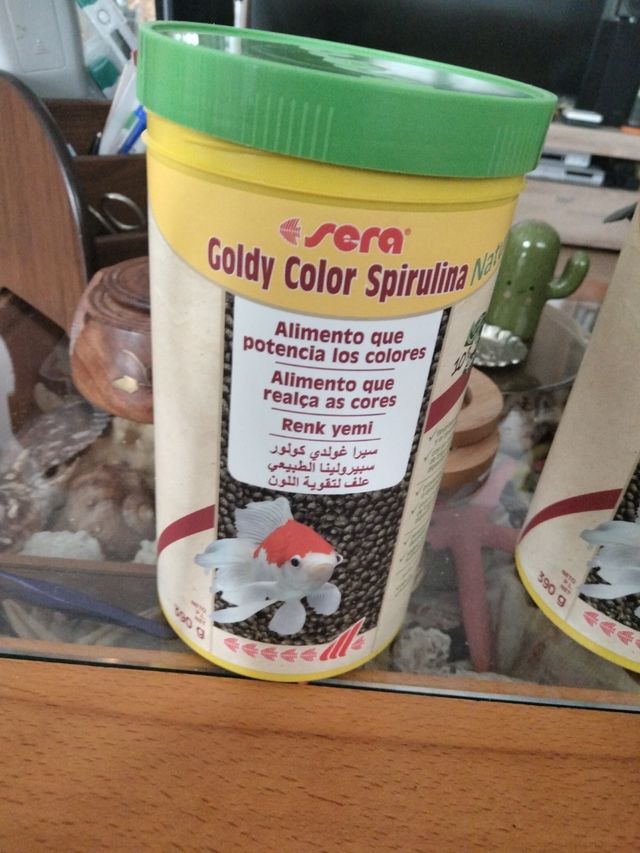 sera
Goldy Color Spirulina
Alimento que
potencia los colores
Alimento que
realça as cores
Renk yemi
سيرا غولدي كولور
سبيرولينا الطبيعي
علف لتقوية اللون
390 g
390 g